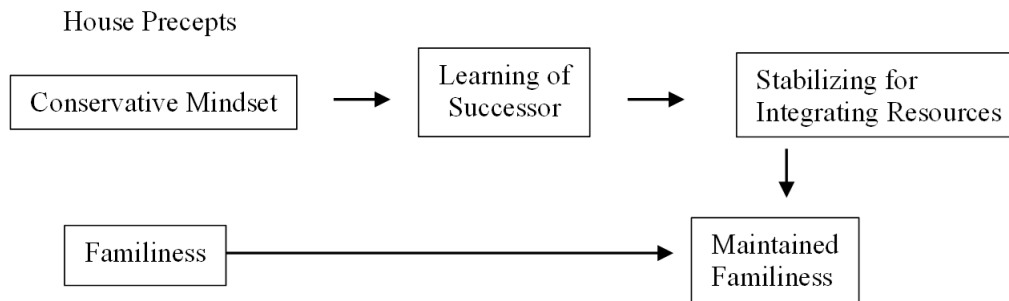 House Precepts
Conservative Mindset
Learning of
Successor
Stabilizing for
Integrating Resources
Familiness
Maintained
Familiness